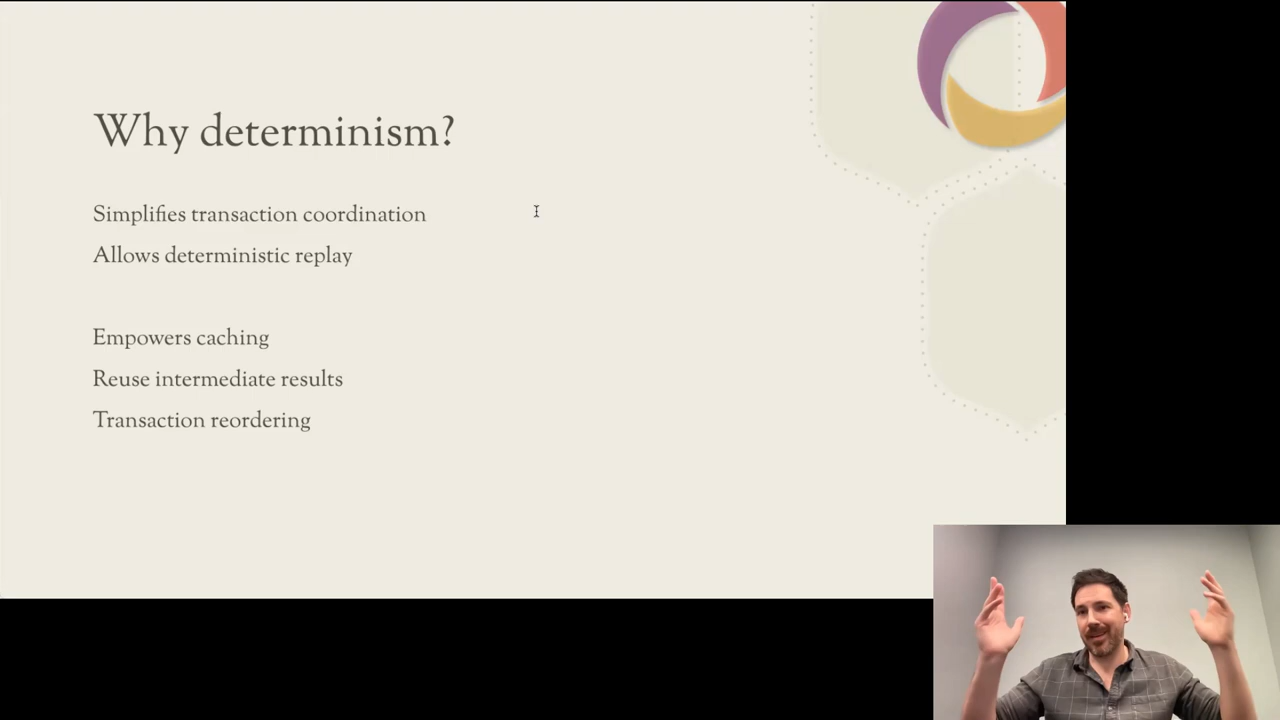 Why determinism?
Simplifies transaction coordination
Allows deterministic replay
Empowers caching
Reuse intermediate results
Transaction reordering